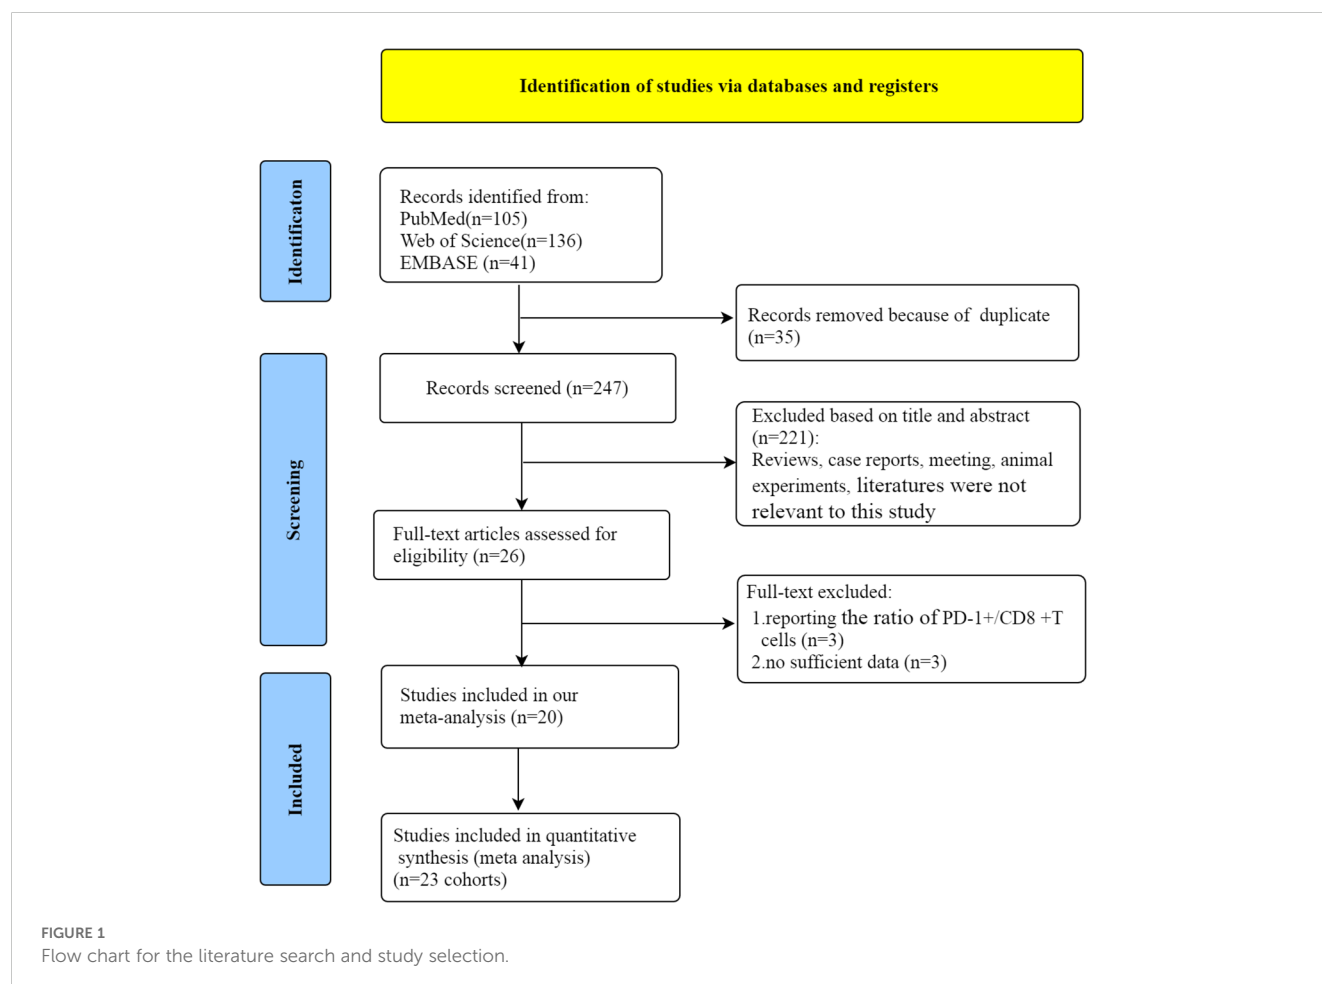 Identification of studies via databases and registers
Identificaton
Records identified from:
PubMed(n=105)
Web of Science(n=136)
EMBASE (n=41)
Records removed because of duplicate
(n=35)
Screening
Records screened (n=247)
Excluded based on title and abstract
(n=221):
Reviews, case reports, meeting, animal
experiments, literatures were not
relevant to this study
Full-text articles assessed for
eligibility (n=26)
Full-text excluded:
1.reporting the ratio of PD-1+/CD8 +T
cells (n=3)
2.no sufficient data (n=3)
Included
Studies included in our
meta-analysis (n=20)
Studies included in quantitative
synthesis (meta analysis)
(n=23 cohorts)
FIGURE 1
Flow chart for the literature search and study selection.